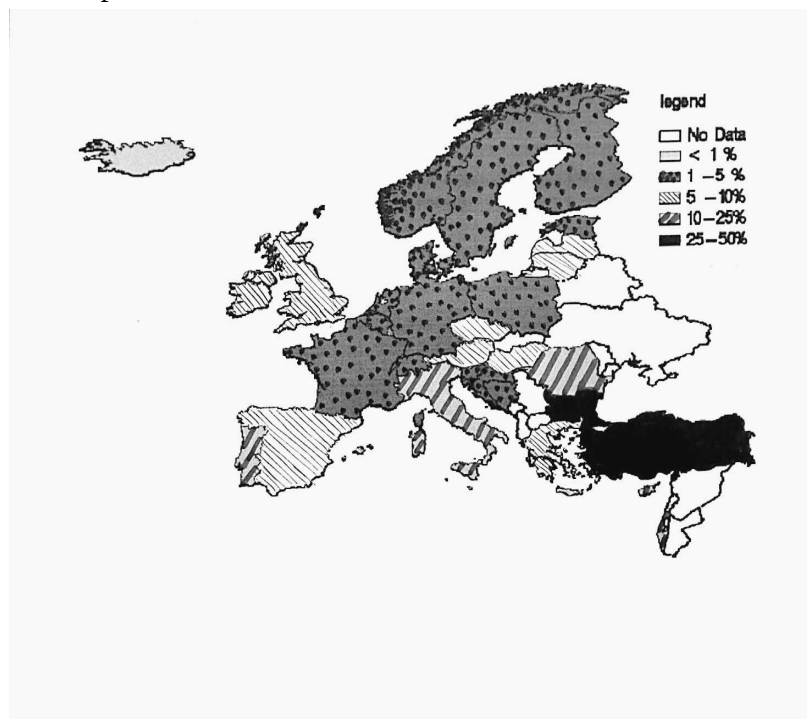 legend
No Data
< 1 %
1 –5 %
5 –10%
10–25%
25–50%